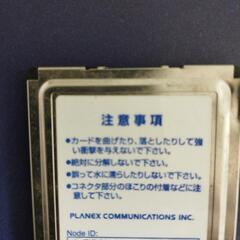 注意事項
●カードを曲げたり、落としたりして強
い衝撃を与えないで下さい。
●絶対に分解しないで下さい。
●誤って水に濡らしたりしないで下さい。
●コネクタ部分のほこりの付着などに注意
して下さい。
PLANEX COMMUNICATIONS INC.
Node ID: